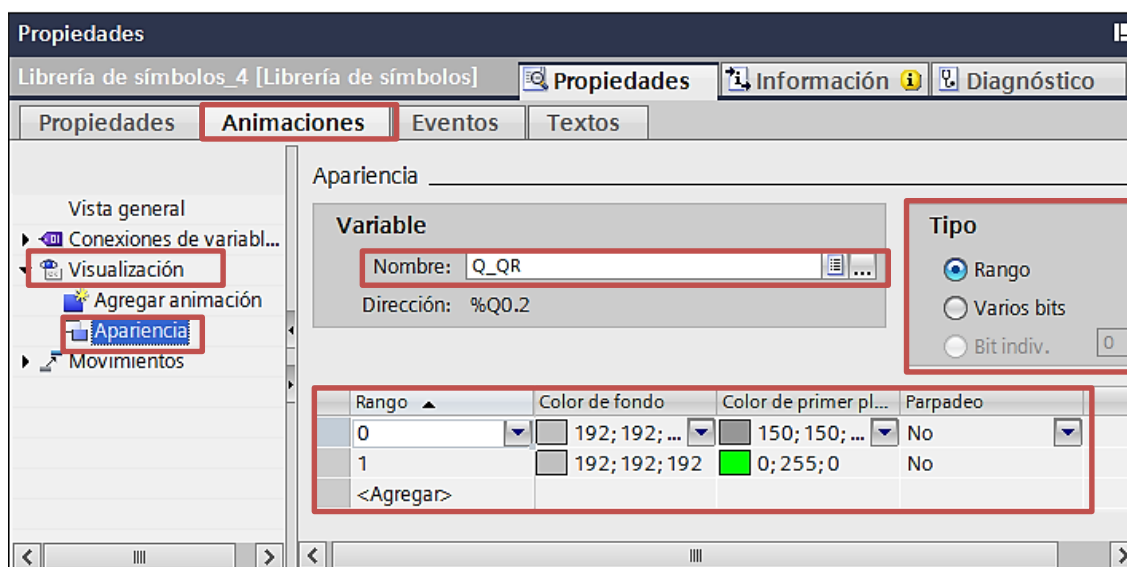 Propiedades
Librería de símbolos_4 [Librería de símbolos] Propiedades Información Diagnóstico
Propiedades Animaciones Eventos Textos
Apariencia
Vista general
Conexiones de variabl...
Visualización
Agregar animación
Apariencia
Movimientos
Variable
Nombre: Q_QR ...
Dirección: %Q0.2
Tipo
Rango
Varios bits
Bit indiv. 0
Rango Color de fondo Color de primer pl... Parpadeo
0 192; 192; ... 150; 150; ... No
1 192; 192; 192 0; 255; 0 No
<Agregar>